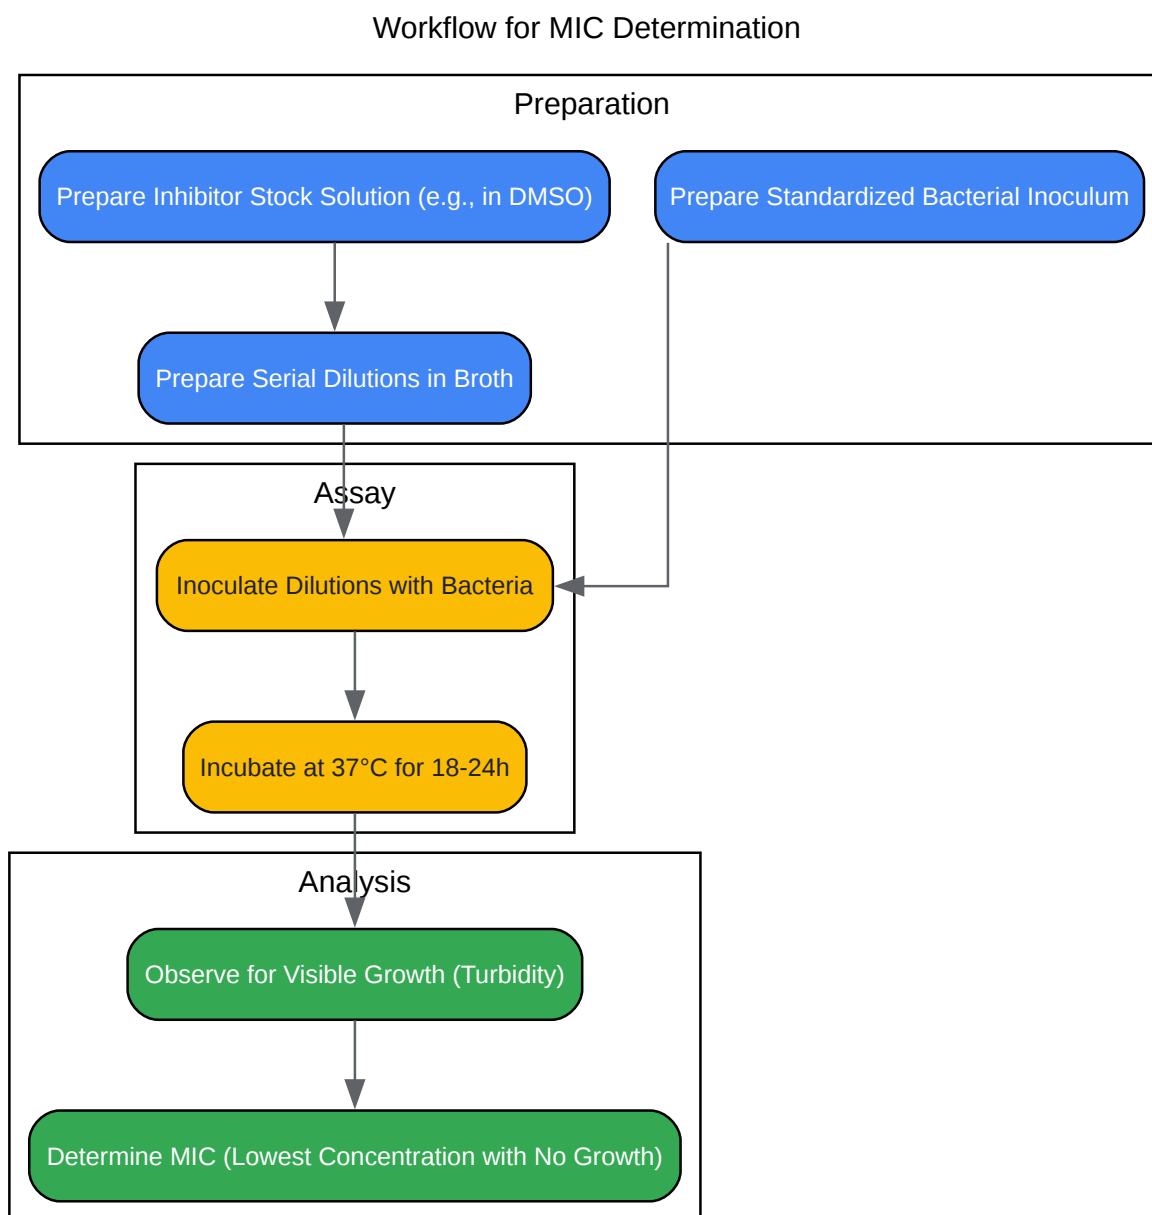 Workflow for MIC Determination
Preparation
Prepare Inhibitor Stock Solution (e.g., in DMSO)
Prepare Standardized Bacterial Inoculum
Prepare Serial Dilutions in Broth
Assay
Inoculate Dilutions with Bacteria
Incubate at 37°C for 18-24h
Analysis
Observe for Visible Growth (Turbidity)
Determine MIC (Lowest Concentration with No Growth)